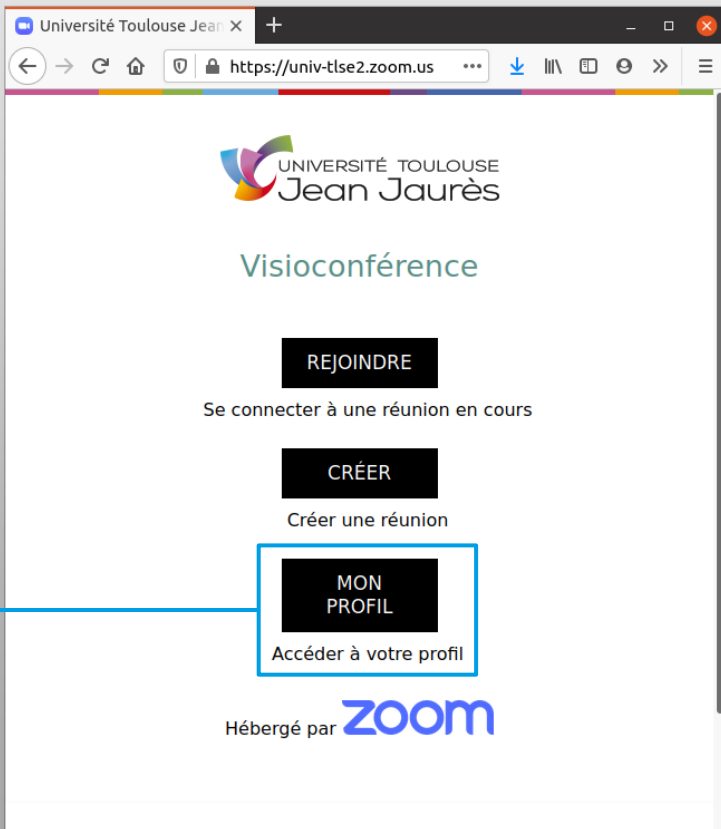 Université Toulouse Jean
https://univ-tlse2.zoom.us
UNIVERSITÉ TOULOUSE
Jean Jaurès
Visioconférence
REJOINDRE
Se connecter à une réunion en cours
CRÉER
Créer une réunion
MON
PROFIL
Accéder à votre profil
Hébergé par zoom